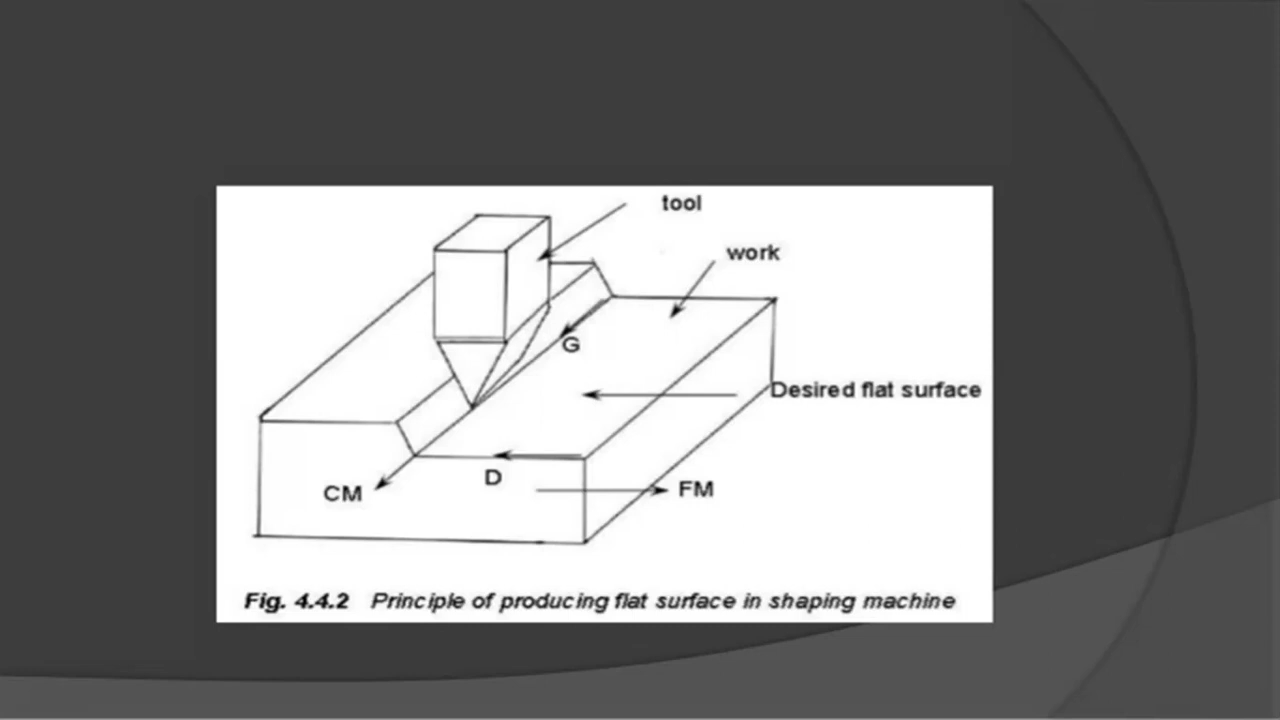 tool
work
G
Desired flat surface
D
CM
FM
Fig. 4.4.2 Principle of producing flat surface in shaping machine